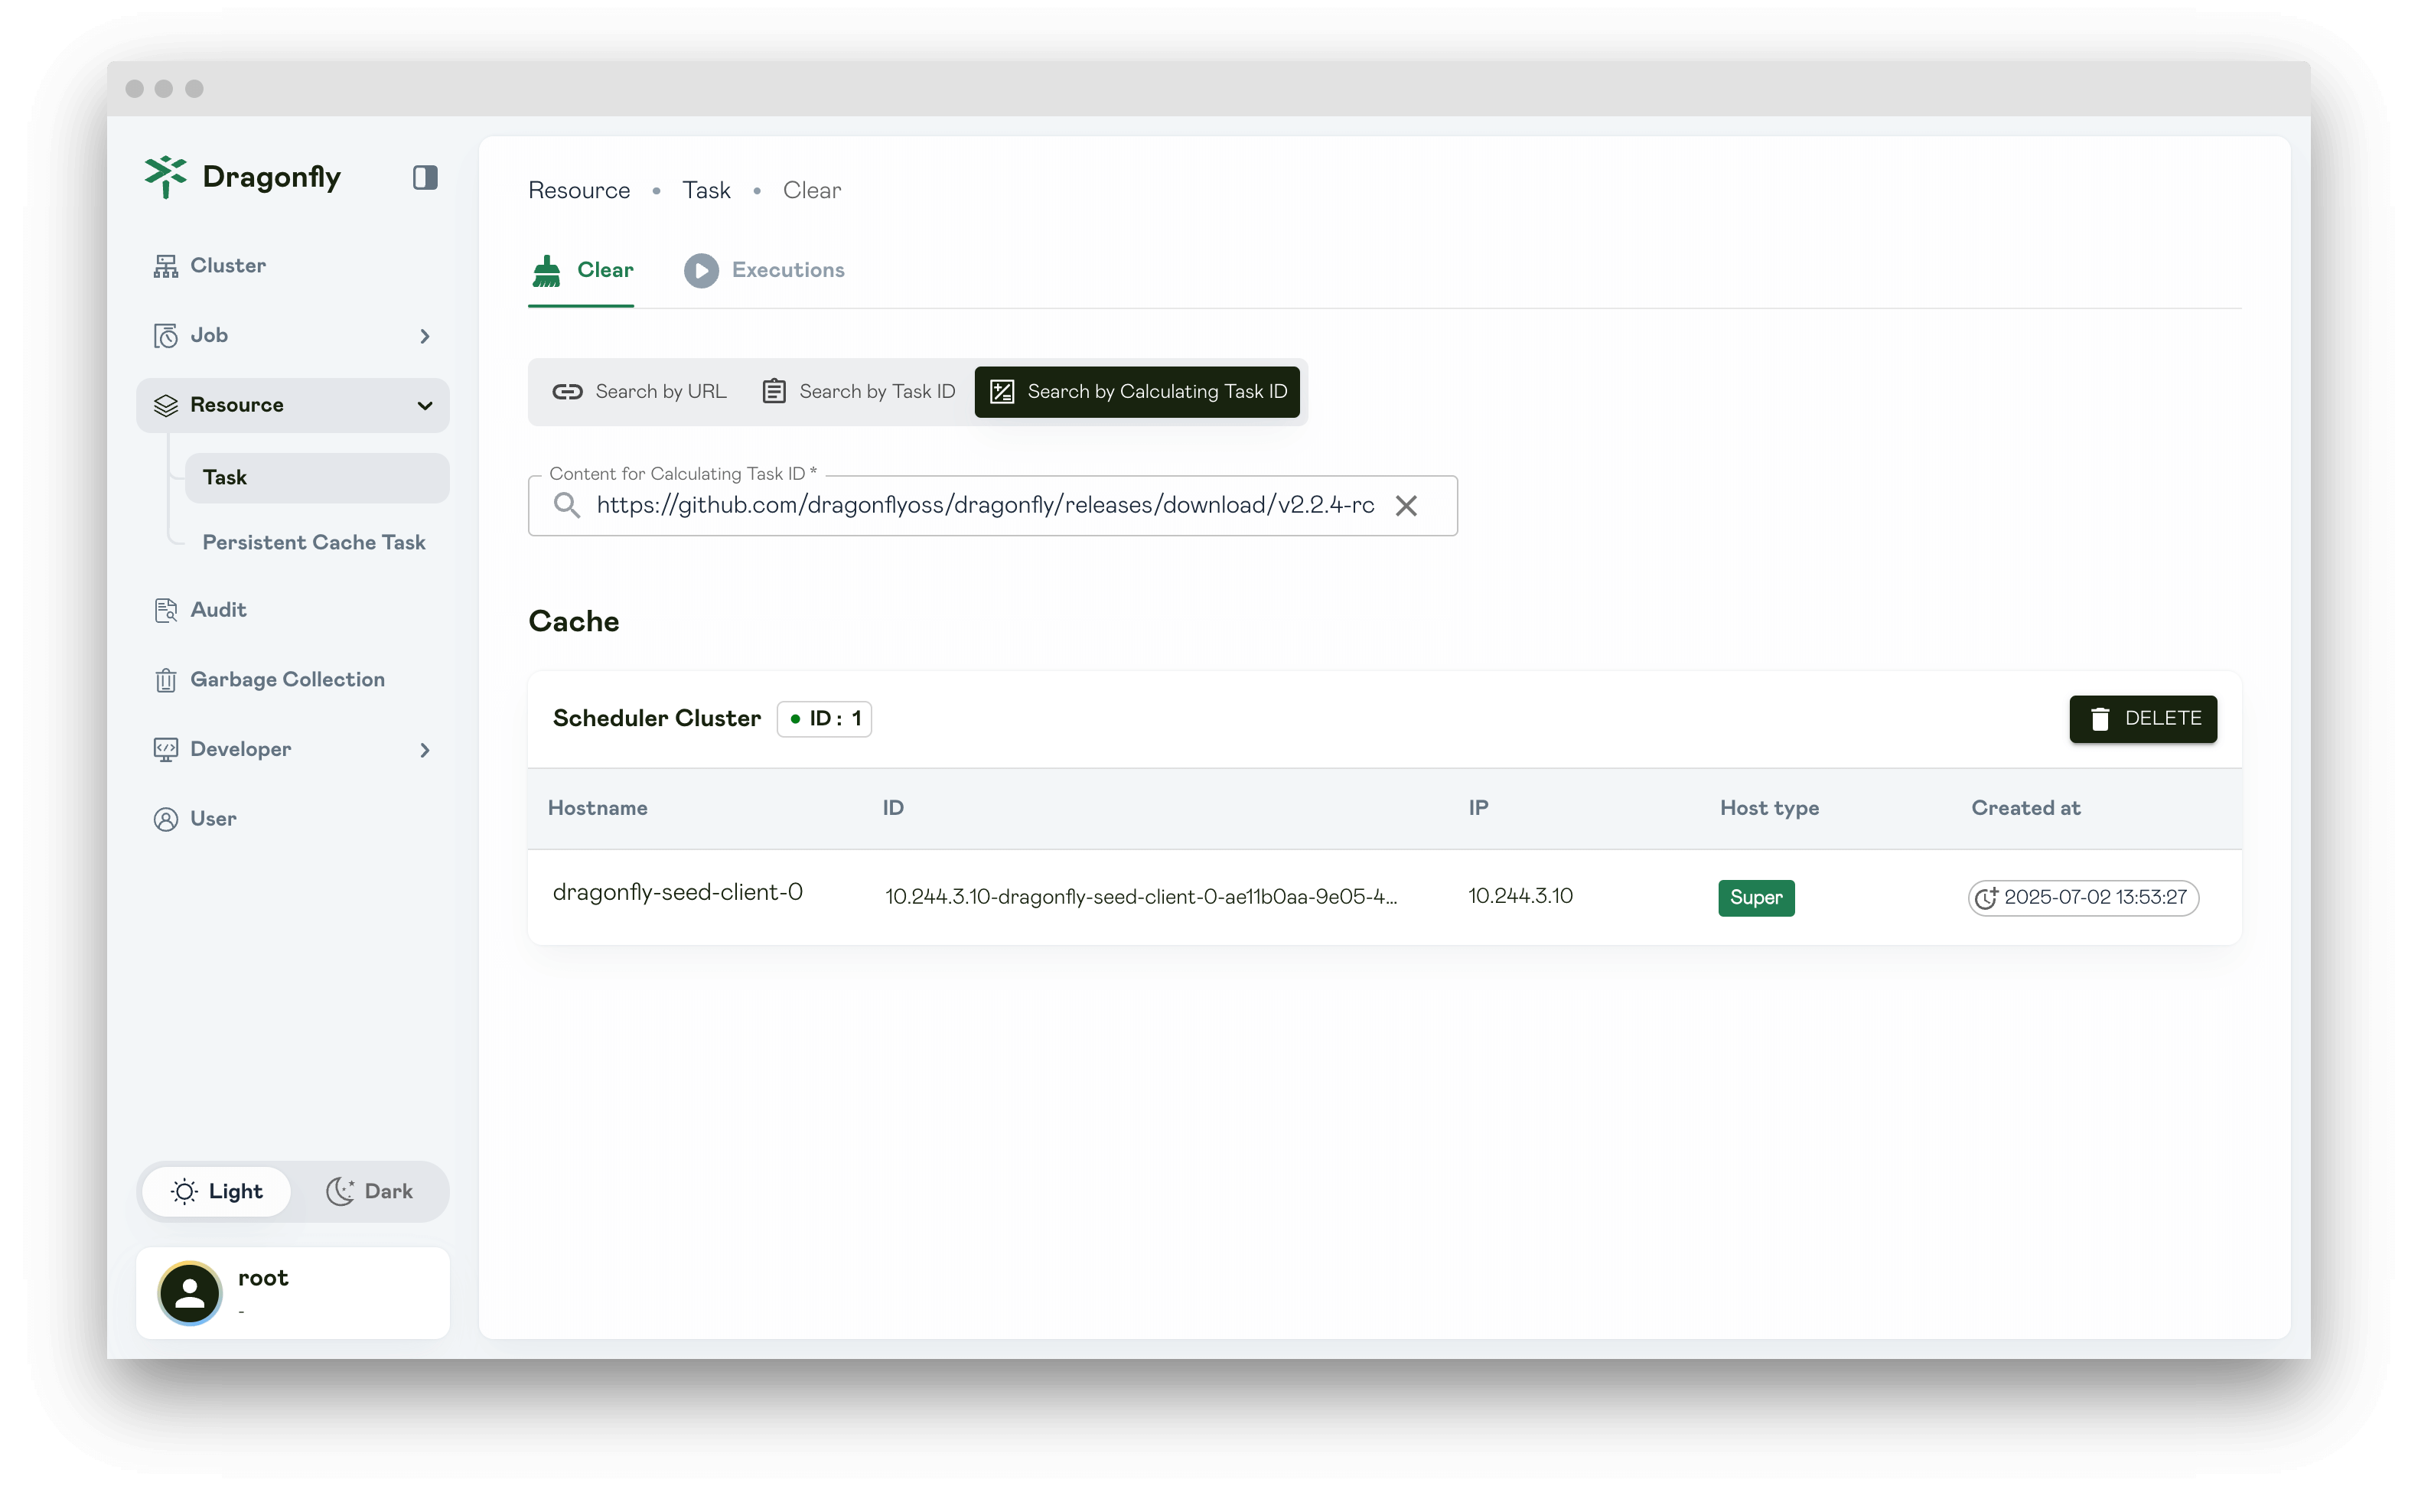 Dragonfly
Cluster
Job
Resource
Task
Persistent Cache Task
Audit
Garbage Collection
Developer
User
Light Dark
root
-
Resource • Task • Clear
Clear Executions
Search by URL Search by Task ID Search by Calculating Task ID
Content for Calculating Task ID *
https://github.com/dragonflyoss/dragonfly/releases/download/v2.2.4-rc
Cache
Scheduler Cluster ID : 1 DELETE
Hostname ID IP Host type Created at
dragonfly-seed-client-0 10.244.3.10-dragonfly-seed-client-0-ae11b0aa-9e05-4... 10.244.3.10 Super 2025-07-02 13:53:27